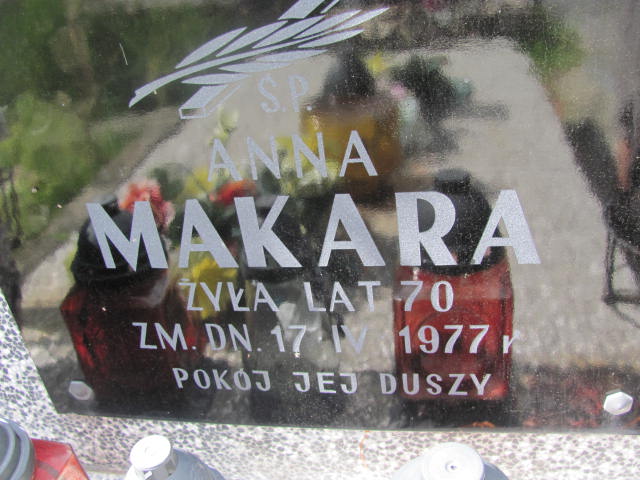 Ś.P.
ANNA
MAKARA
ŻYŁA LAT 70
ZM. DN. 17 IV 1977 r
POKÓJ JEJ DUSZY